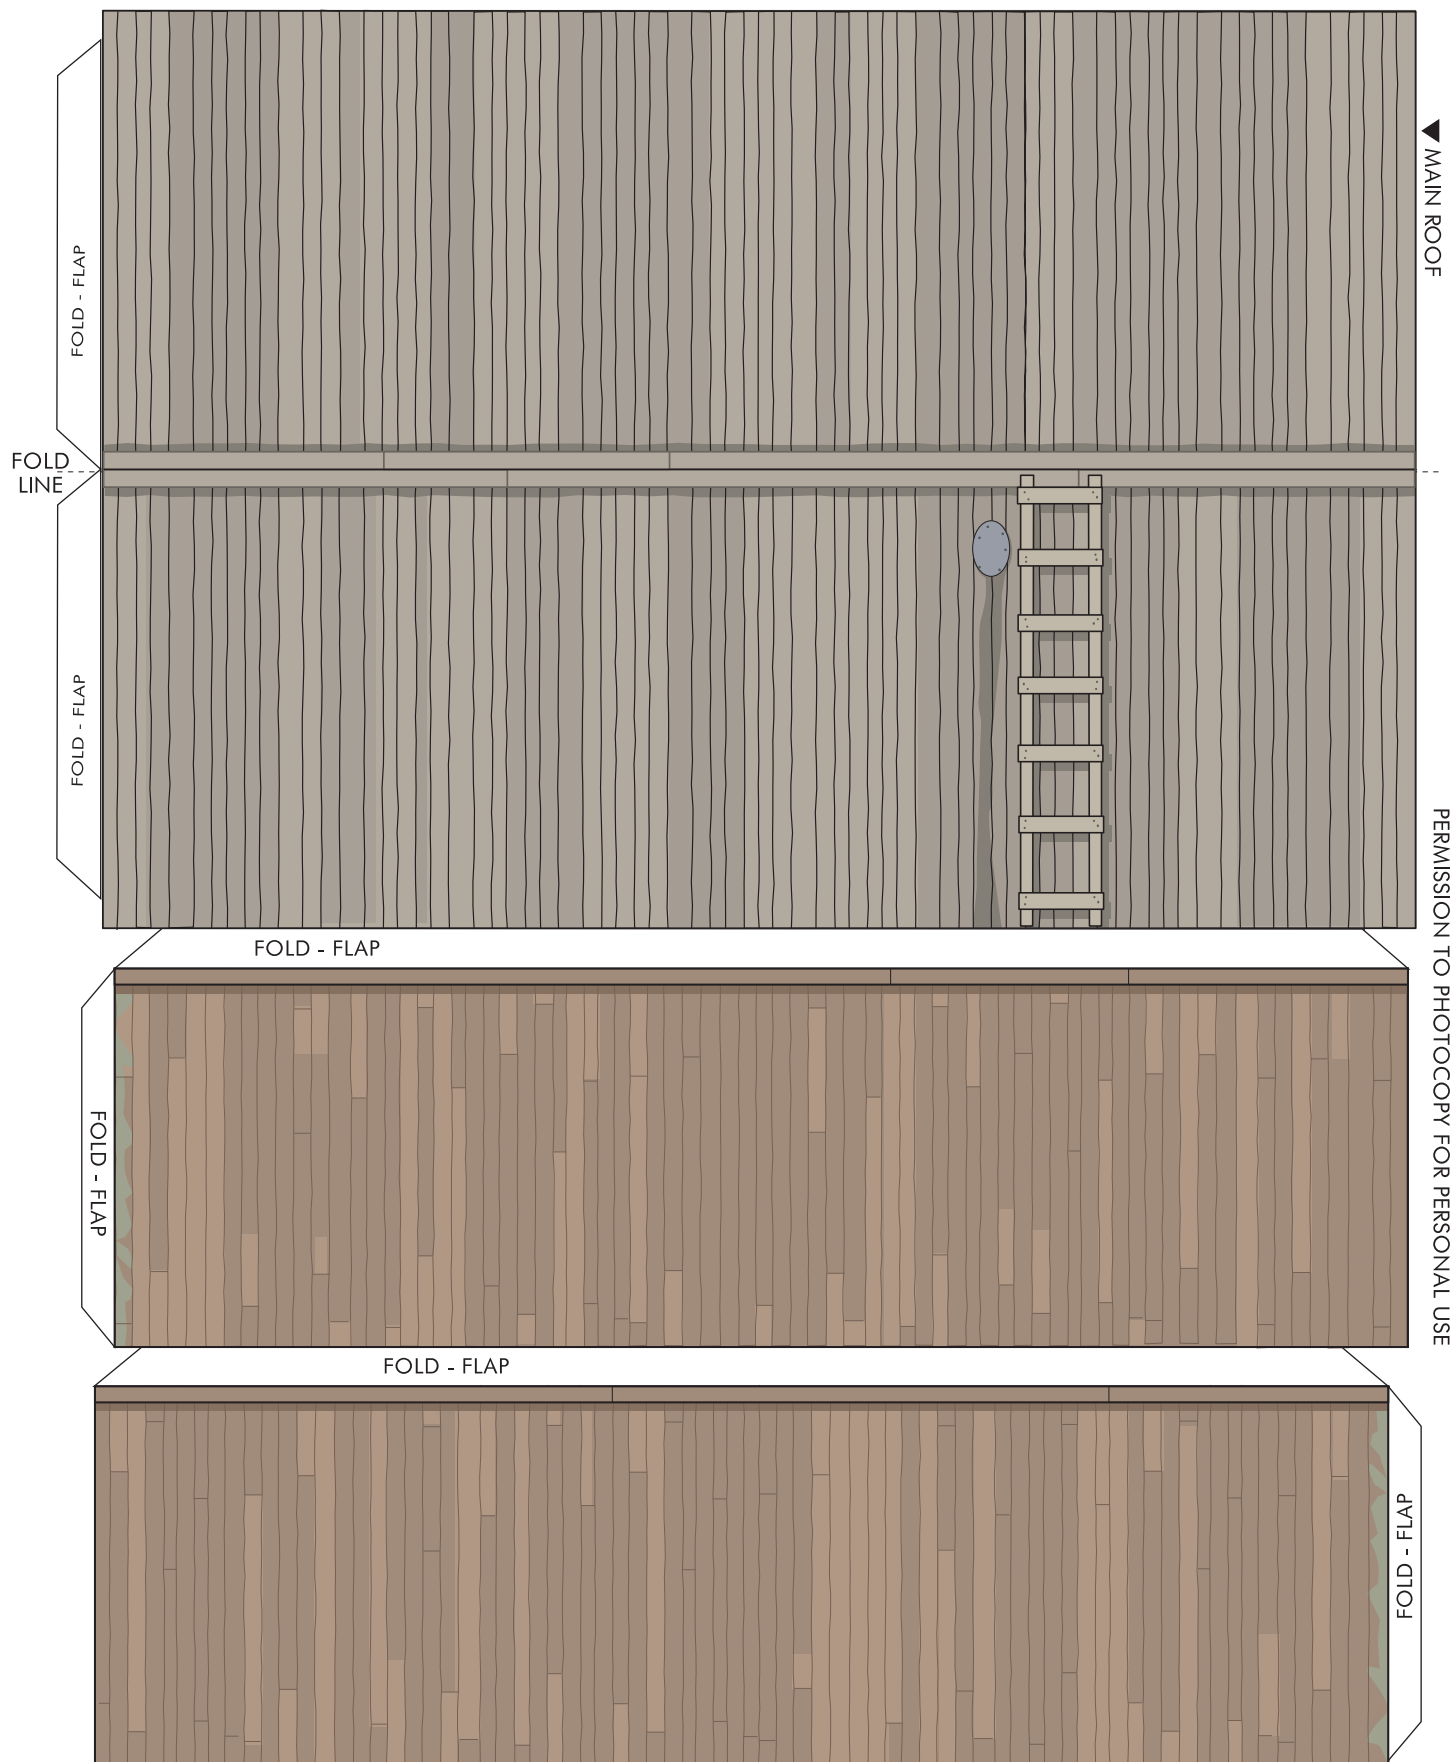 ◀ MAIN ROOF
FOLD - FLAP
FOLD
LINE
FOLD - FLAP
PERMISSION TO PHOTOCOPY FOR PERSONAL USE
FOLD - FLAP
FOLD - FLAP
FOLD - FLAP
FOLD - FLAP